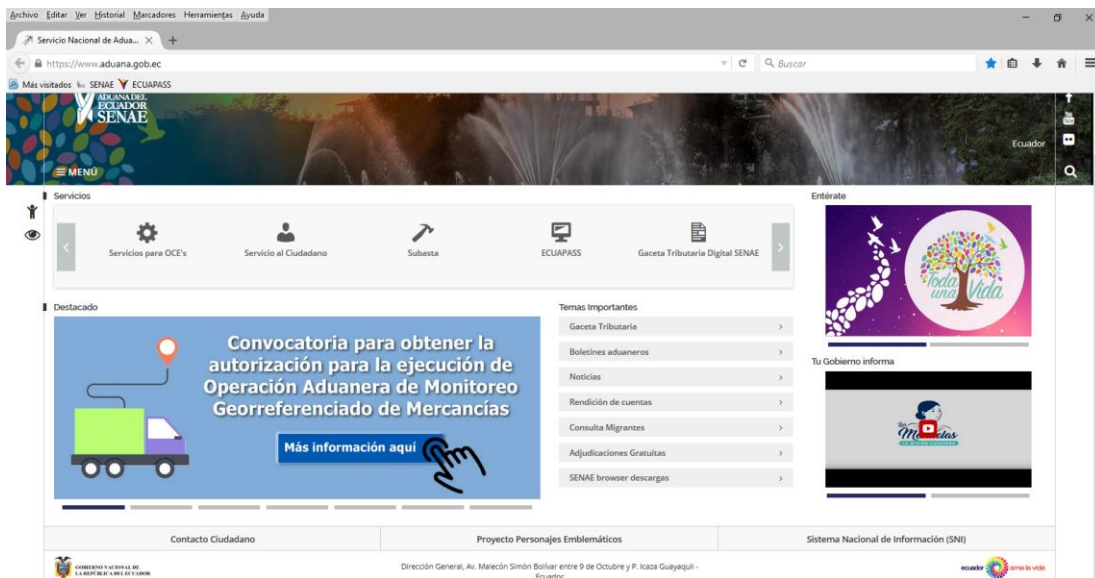 Archivo Editar Ver Historial Marcadores Herramientas Ayuda
Servicio Nacional de Adua...
https://www.aduana.gob.ec
Buscar
Más visitados SENAE ECUAPASS
ADUANA DEL
ECUADOR
SENAE
Ecuador
MENÚ
Servicios
Entérate
Servicios para OCE's
Servicio al Ciudadano
Subasta
ECUAPASS
Gaceta Tributaria Digital SENAE
Toda
una Vida
Destacado
Temas Importantes
Convocatoria para obtener la
autorización para la ejecución de
Operación Aduanera de Monitoreo
Georreferenciado de Mercancías
Más información aquí
Gaceta Tributaria
Boletines aduaneros
Noticias
Rendición de cuentas
Consulta Migrantes
Adjudicaciones Gratuitas
SENAE browser descargas
Tu Gobierno informa
Contacto Ciudadano
Proyecto Personajes Emblemáticos
Sistema Nacional de Información (SNI)
GOBIERNO NACIONAL DE
LA REPÚBLICA DEL ECUADOR
Dirección General, Av. Malecón Simón Bolívar entre 9 de Octubre y P. Icaza Guayaquil -
Ecuador
ecuador ama la vida